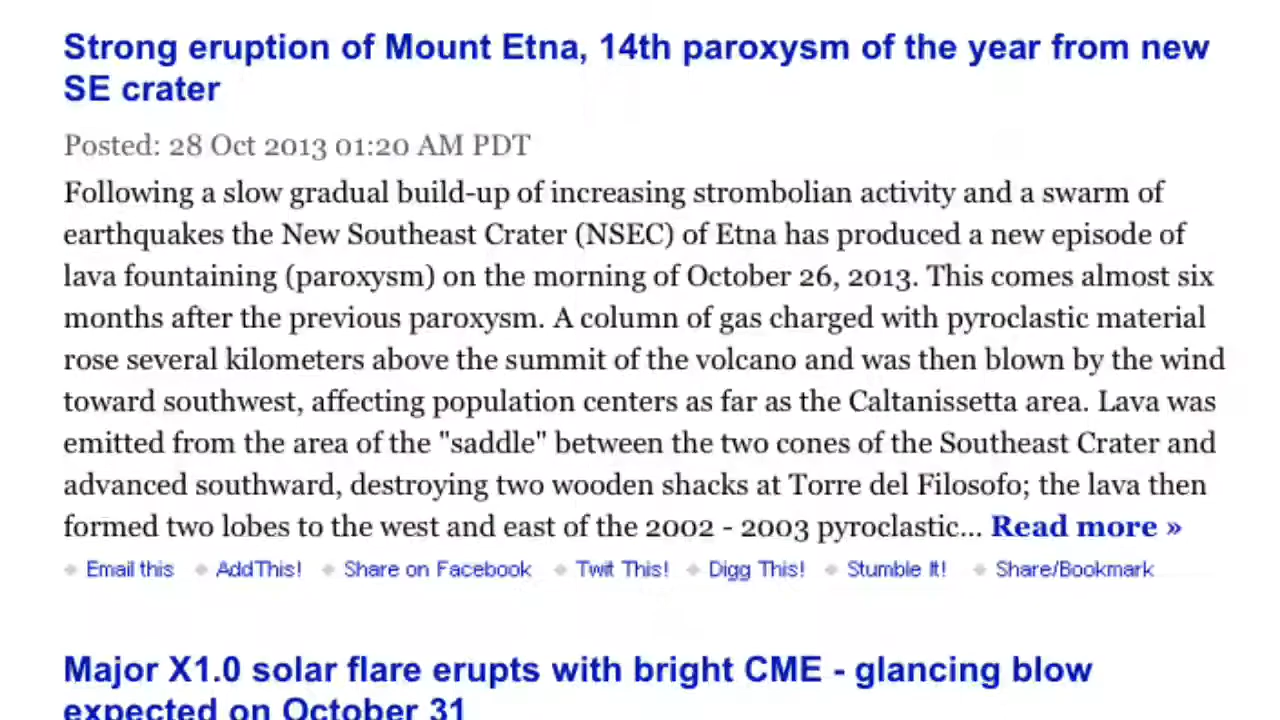 Strong eruption of Mount Etna, 14th paroxysm of the year from new
SE crater
Posted: 28 Oct 2013 01:20 AM PDT
Following a slow gradual build-up of increasing strombolian activity and a swarm of
earthquakes the New Southeast Crater (NSEC) of Etna has produced a new episode of
lava fountaining (paroxysm) on the morning of October 26, 2013. This comes almost six
months after the previous paroxysm. A column of gas charged with pyroclastic material
rose several kilometers above the summit of the volcano and was then blown by the wind
toward southwest, affecting population centers as far as the Caltanissetta area. Lava was
emitted from the area of the "saddle" between the two cones of the Southeast Crater and
advanced southward, destroying two wooden shacks at Torre del Filosofo; the lava then
formed two lobes to the west and east of the 2002 - 2003 pyroclastic... Read more »
Email this AddThis! Share on Facebook Twit This! Digg This! Stumble It! Share/Bookmark
Major X1.0 solar flare erupts with bright CME - glancing blow
expected on October 31